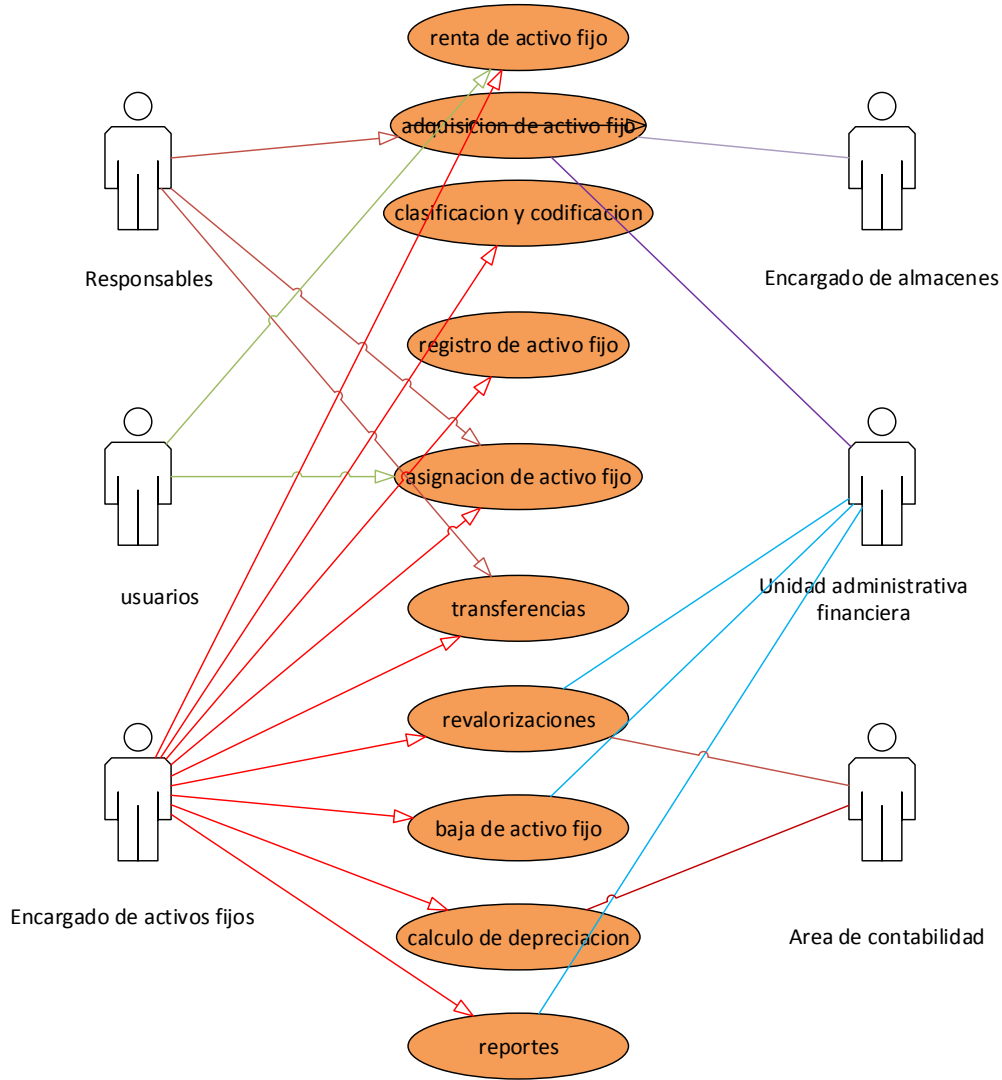 renta de activo fijo
adquisicion de activo fijo
clasificacion y codificacion
Responsables
Encargado de almacenes
registro de activo fijo
asignacion de activo fijo
usuarios
Unidad administrativa
financiera
transferencias
revalorizaciones
baja de activo fijo
Encargado de activos fijos
calculo de depreciacion
Area de contabilidad
reportes